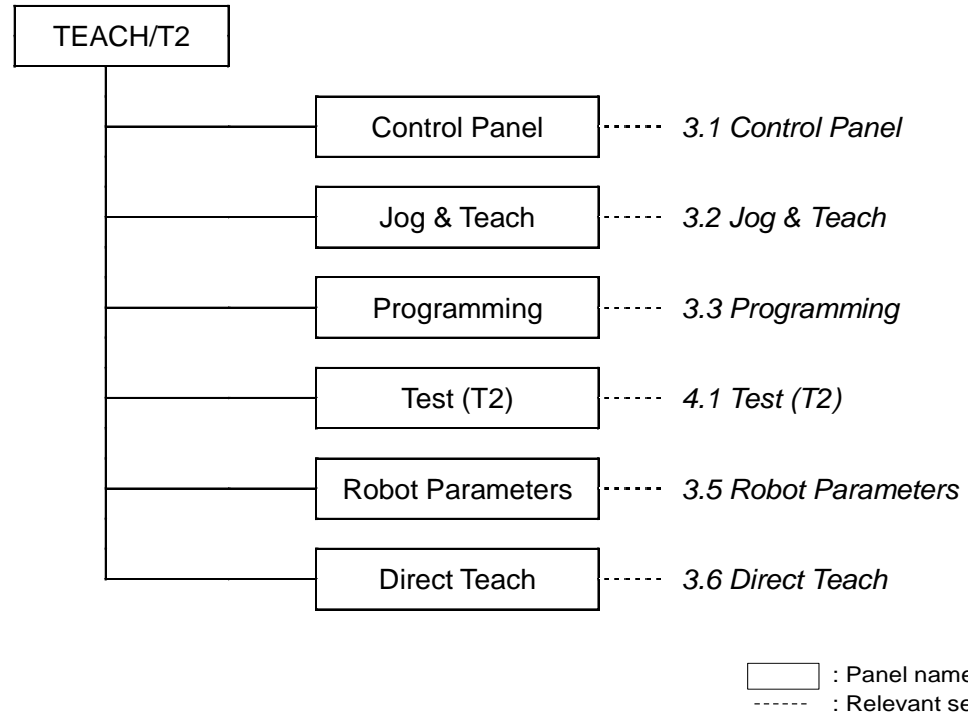 TEACH/T2
Control Panel 3.1 Control Panel
Jog & Teach 3.2 Jog & Teach
Programming 3.3 Programming
Test (T2) 4.1 Test (T2)
Robot Parameters 3.5 Robot Parameters
Direct Teach 3.6 Direct Teach
: Panel name
: Relevant se